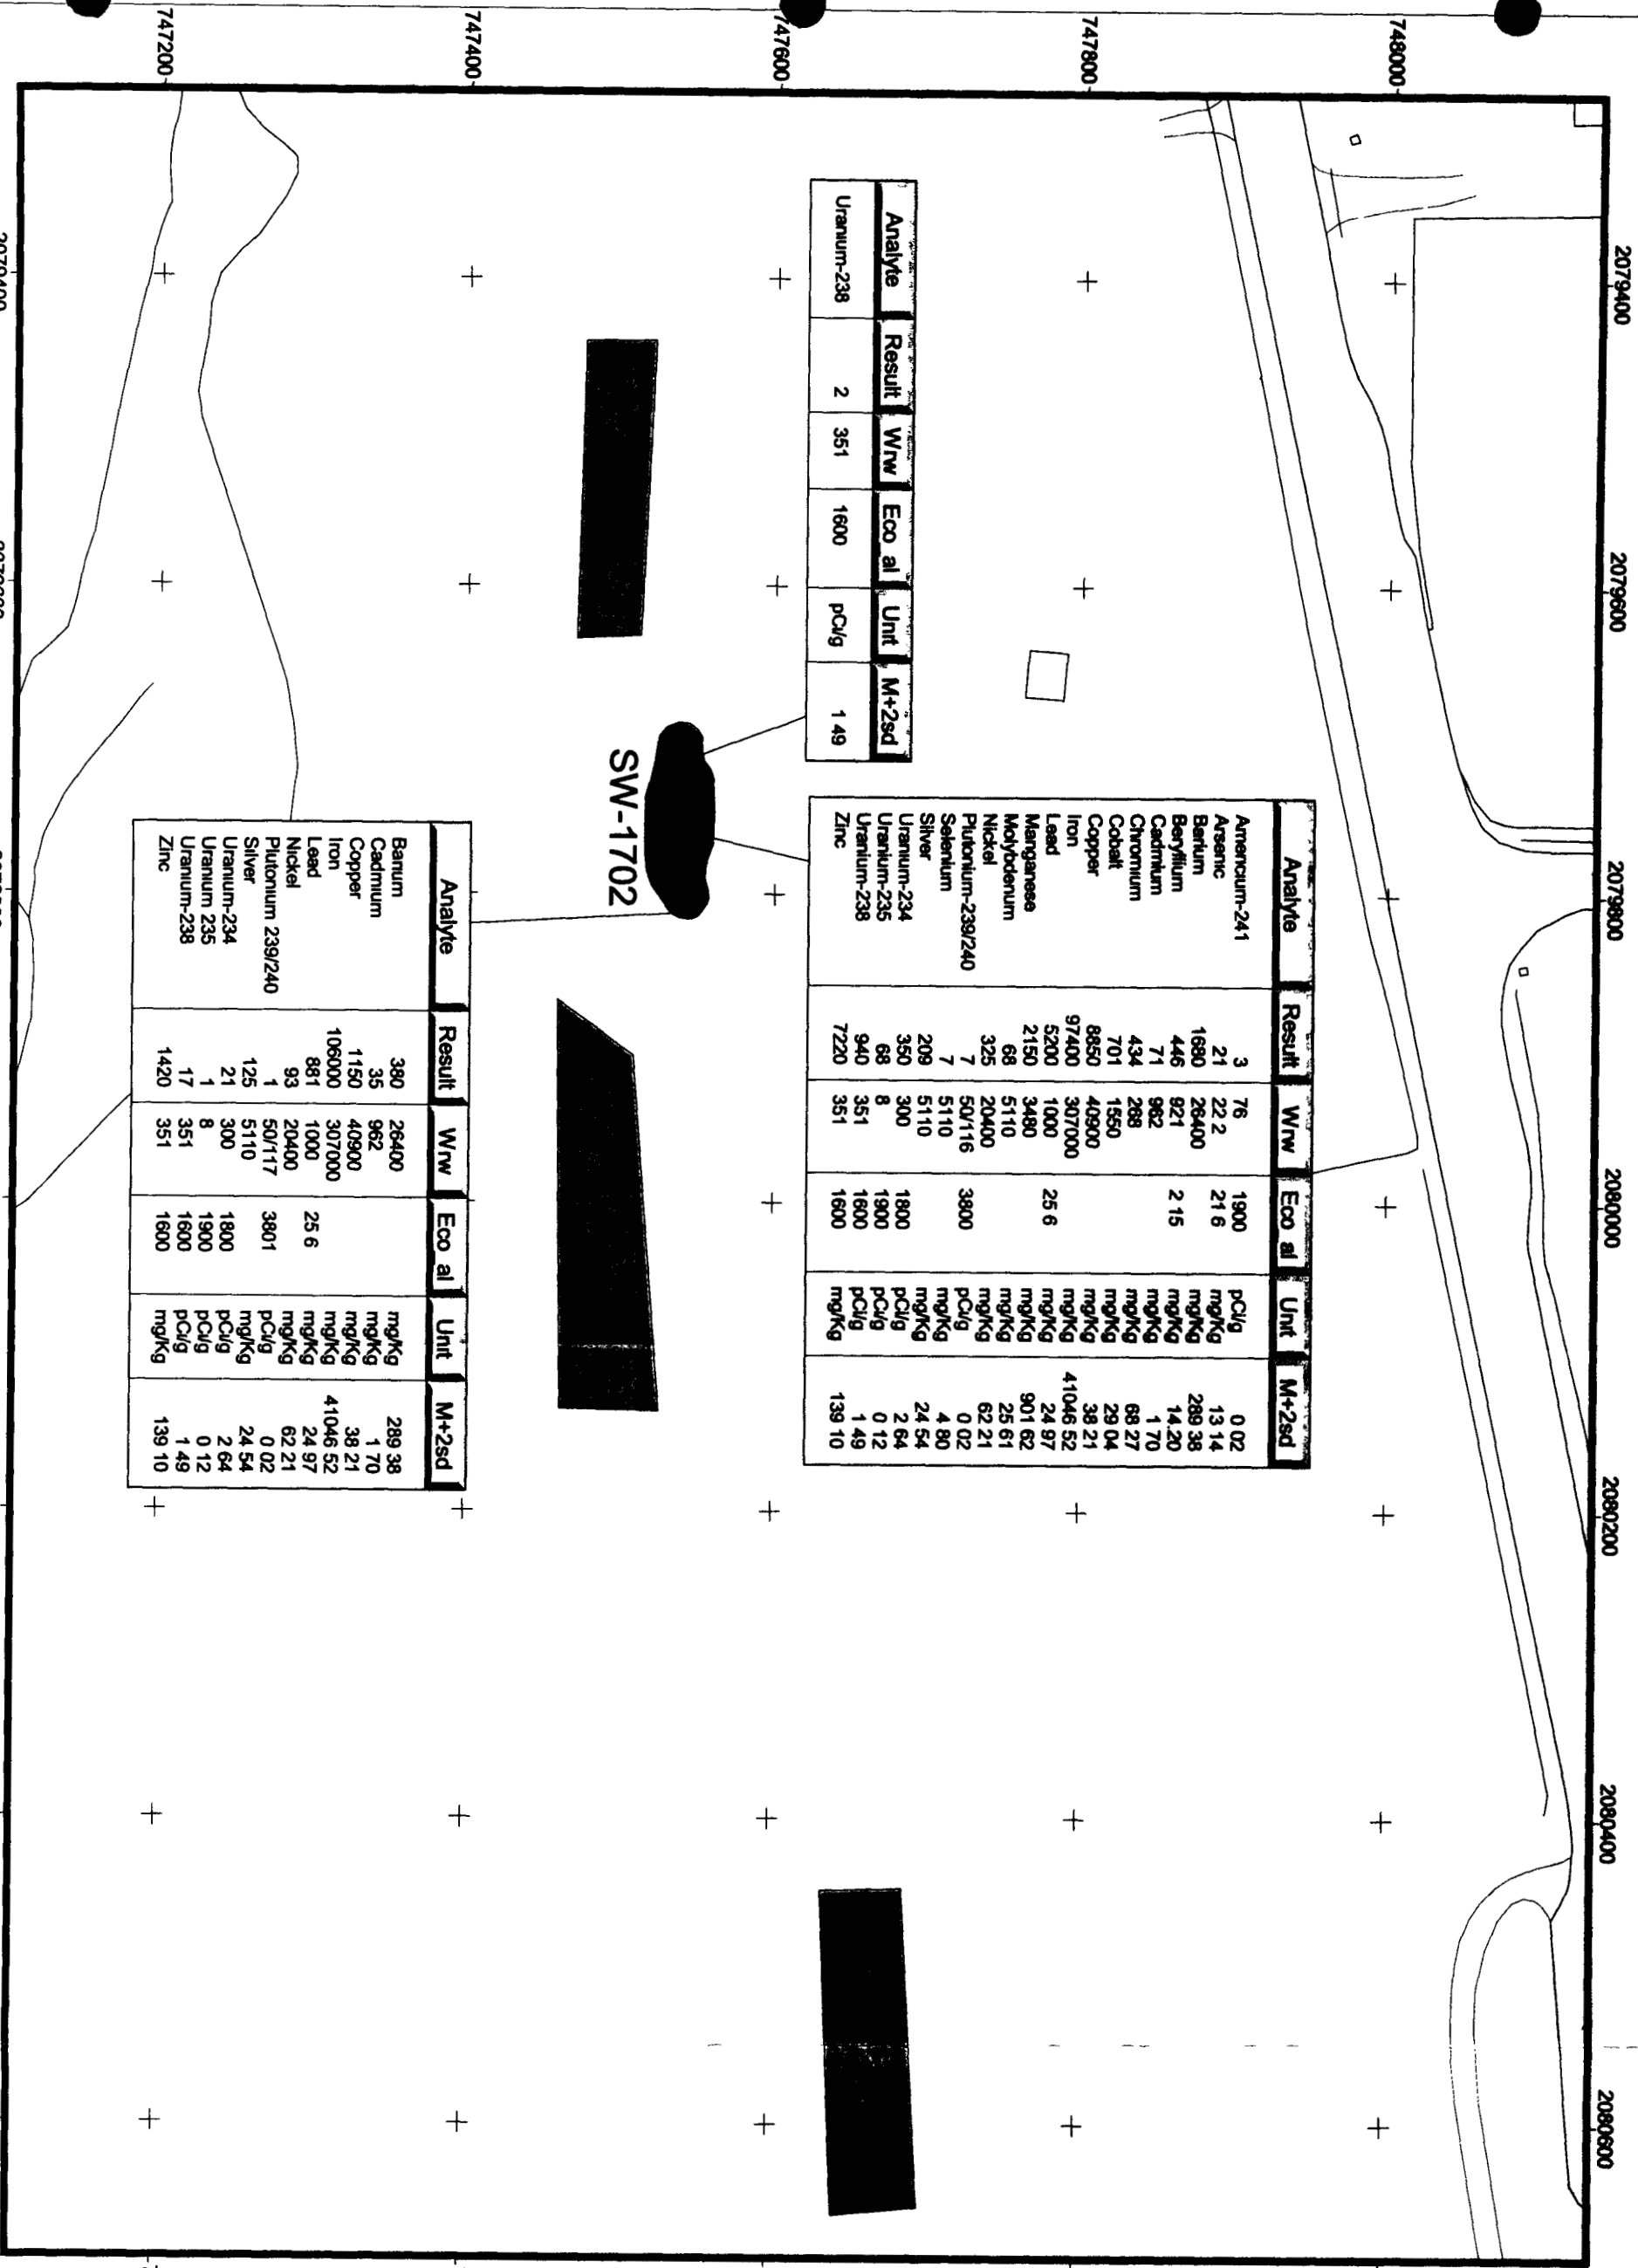 2079400
2079600
2079800
2080000
2080200
2080400
2080600
748000
747800
747600
747400
747200
Analyte Result Wrw Eco al Unit M+2sd
Uranium-238 2 351 1600 pCi/g 1 49
Analyte Result Wrw Eco al Unit M+2sd
Americium-241 3 76 1900 pCi/g 0 02
Arsenic 21 22 2 21 6 mg/Kg 13 14
Barium 1680 26400 mg/Kg 289 38
Beryllium 446 921 2 15 mg/Kg 14.20
Cadmium 71 962 mg/Kg 1 70
Chromium 434 268 mg/Kg 68 27
Cobalt 701 1550 mg/Kg 29 04
Copper 8850 40900 mg/Kg 38 21
Iron 97400 307000 mg/Kg 41046 52
Lead 5200 1000 25 6 mg/Kg 24 97
Manganese 2150 3480 mg/Kg 901 62
Molybdenum 68 5110 mg/Kg 25 61
Nickel 325 20400 mg/Kg 62 21
Plutonium-239/240 7 50/116 3800 pCi/g 0 02
Selenium 7 5110 mg/Kg 4 80
Silver 209 5110 mg/Kg 24 54
Uranium-234 350 300 1800 pCi/g 2 64
Uranium-235 68 8 1900 pCi/g 0 12
Uranium-238 940 351 1600 pCi/g 1 49
Zinc 7220 351 1600 mg/Kg 139 10
SW-1702
Analyte Result Wrw Eco al Unit M+2sd
Barium 380 26400 mg/Kg 289 38
Cadmium 35 962 mg/Kg 1 70
Copper 1150 40900 mg/Kg 38 21
Iron 106000 307000 mg/Kg 41046 52
Lead 881 1000 25 6 mg/Kg 24 97
Nickel 93 20400 mg/Kg 62 21
Plutonium 239/240 1 50/117 3801 pCi/g 0 02
Silver 125 5110 mg/Kg 24 54
Uranium-234 21 300 1800 pCi/g 2 64
Uranium 235 1 8 1900 pCi/g 0 12
Uranium-238 17 351 1600 pCi/g 1 49
Zinc 1420 351 1600 mg/Kg 139 10
2079400